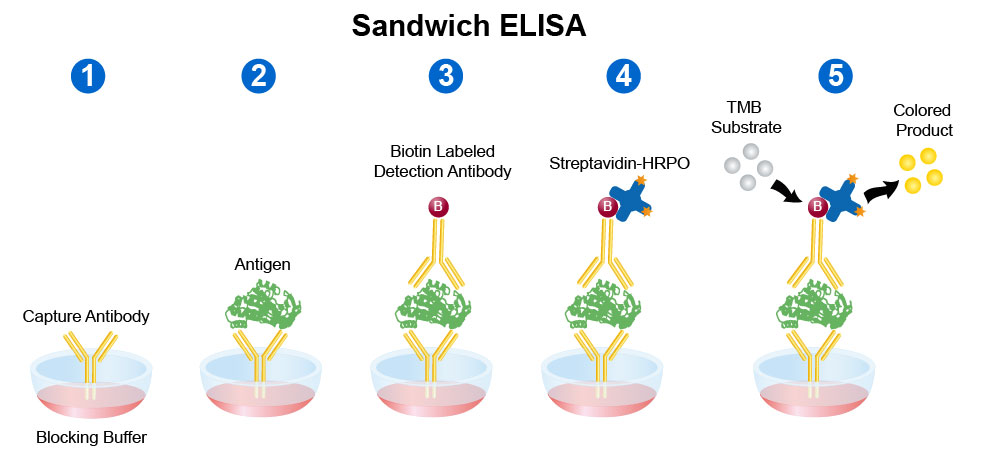 Sandwich ELISA
1
2
3
4
5
Capture Antibody
Blocking Buffer
Antigen
Biotin Labeled
Detection Antibody
B
Streptavidin-HRPO
B
TMB
Substrate
Colored
Product
B